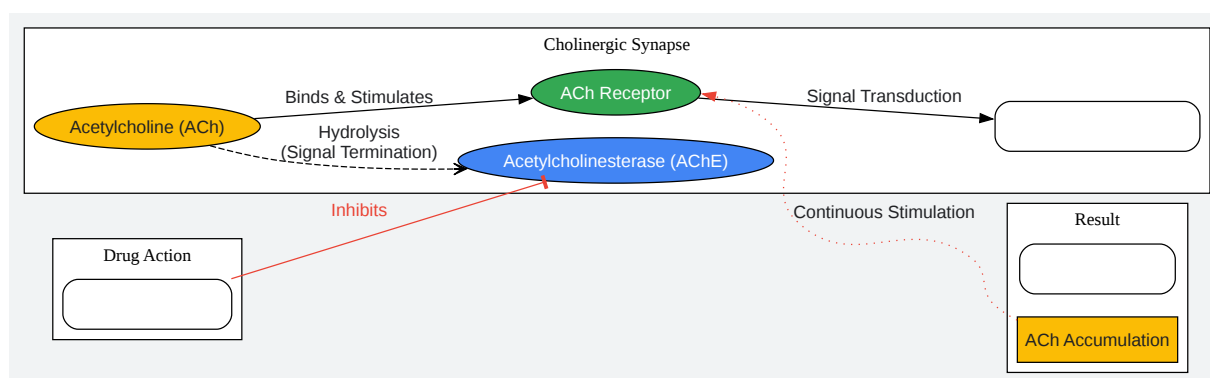 Cholinergic Synapse
Acetylcholine (ACh)
Binds & Stimulates
ACh Receptor
Signal Transduction
Hydrolysis
(Signal Termination)
Acetylcholinesterase (AChE)
Inhibits
Continuous Stimulation
Drug Action
Result
ACh Accumulation